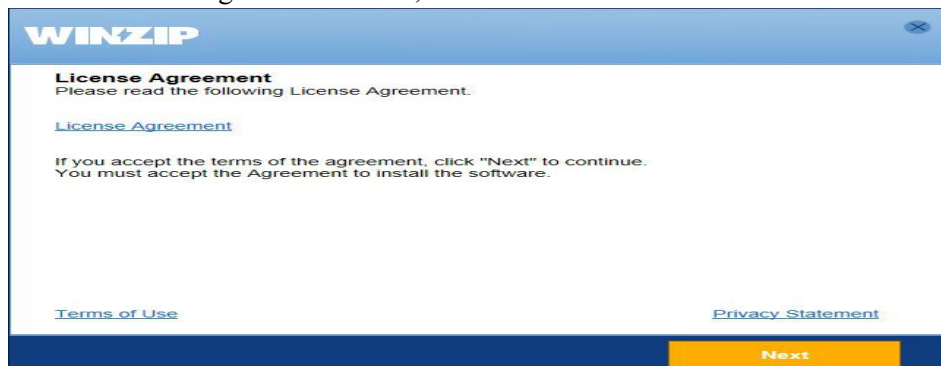 WINZIP
License Agreement
Please read the following License Agreement.
License Agreement
If you accept the terms of the agreement, click "Next" to continue.
You must accept the Agreement to install the software.
Terms of Use
Privacy Statement
Next